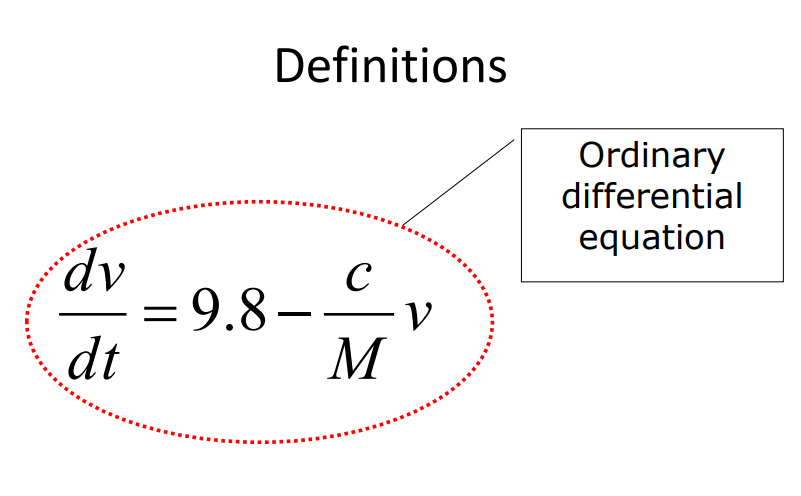 Definitions
Ordinary
differential
equation
dv/dt = 9.8 − c/M v